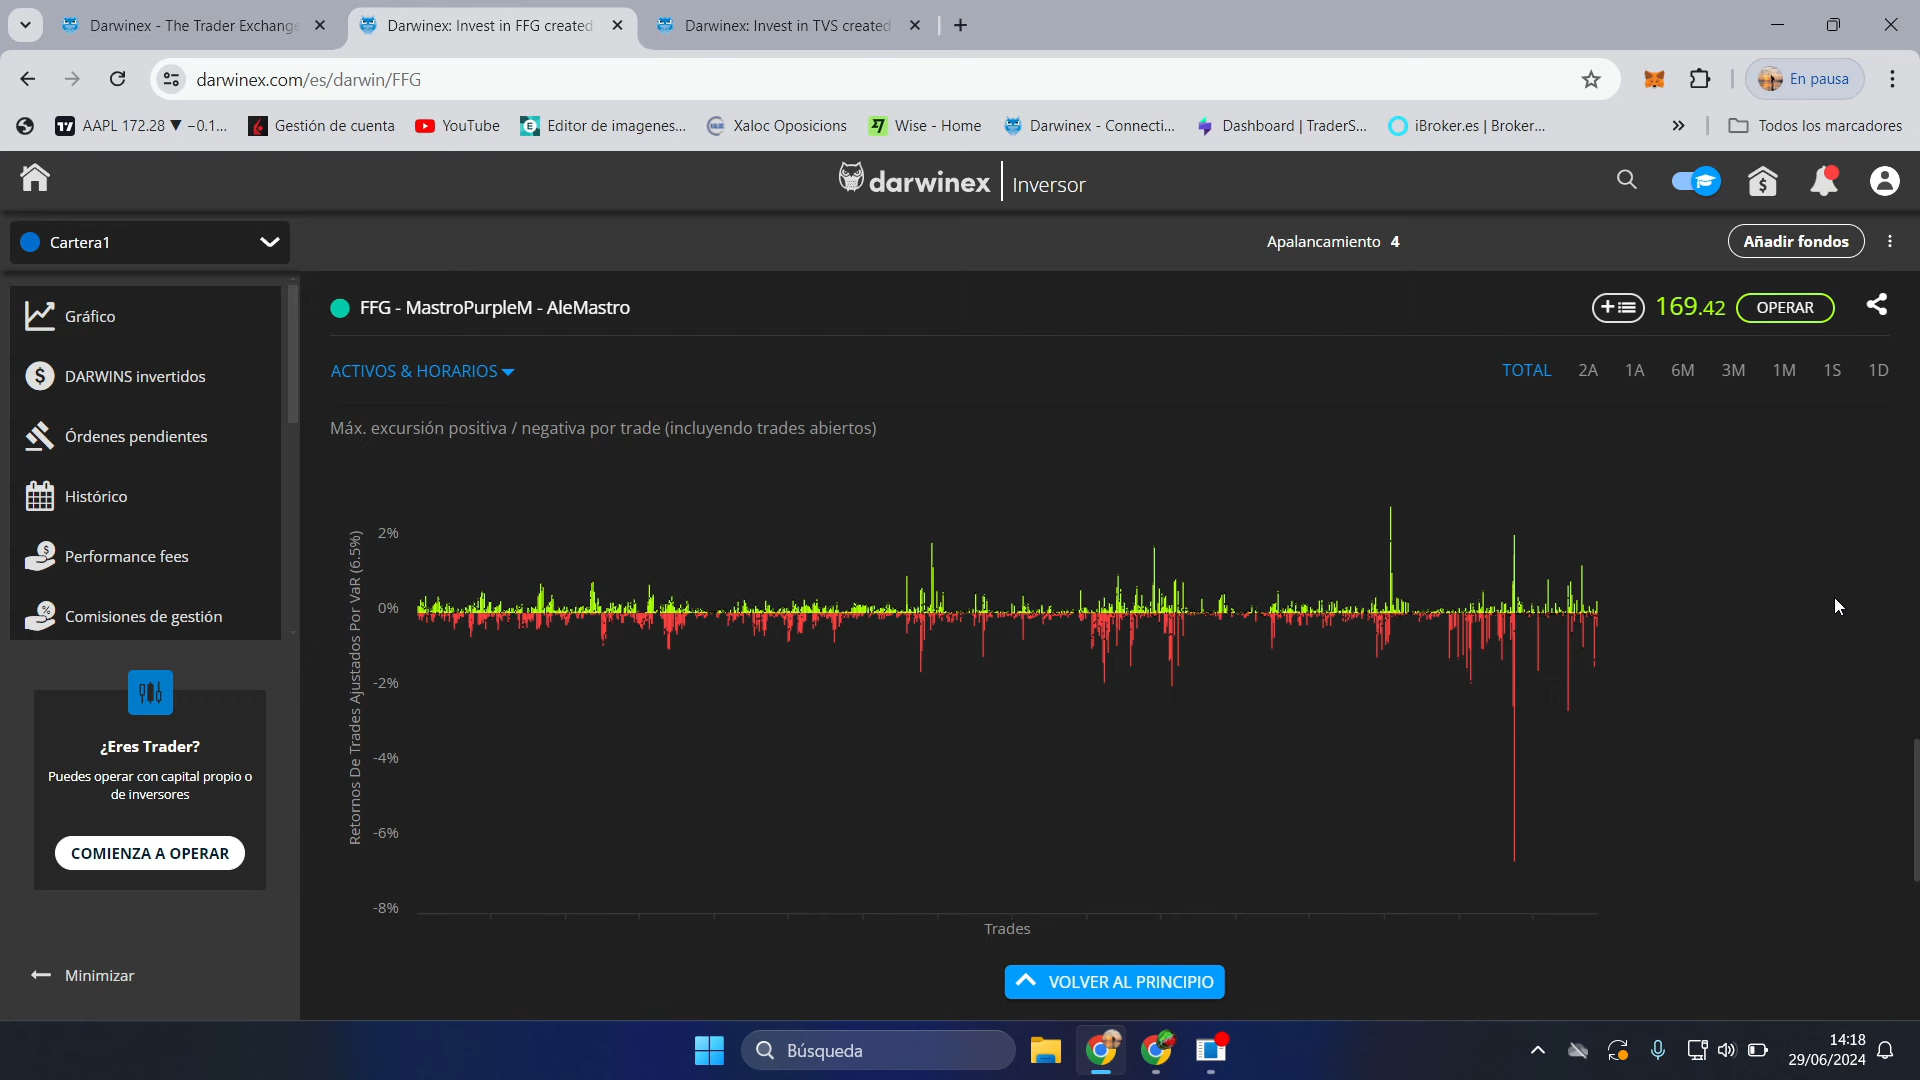 Darwinex - The Trader Exchange
Darwinex: Invest in FFG created
Darwinex: Invest in TVS created
darwinex.com/es/darwin/FFG
En pausa
AAPL 172.28 ▼ −0.1...
Gestión de cuenta
YouTube
Editor de imagenes...
Xaloc Oposicions
Wise - Home
Darwinex - Connecti...
Dashboard | TraderS...
iBroker.es | Broker...
»
Todos los marcadores
darwinex | Inversor
Cartera1
Apalancamiento 4
Añadir fondos
Gráfico
DARWINS invertidos
Órdenes pendientes
Histórico
Performance fees
Comisiones de gestión
¿Eres Trader?
Puedes operar con capital propio o
de inversores
COMIENZA A OPERAR
Minimizar
FFG - MastroPurpleM - AleMastro
169.42
OPERAR
ACTIVOS & HORARIOS
TOTAL 2A 1A 6M 3M 1M 1S 1D
Máx. excursión positiva / negativa por trade (incluyendo trades abiertos)
Retornos De Trades Ajustados Por VaR (6.5%)
2%
0%
-2%
-4%
-6%
-8%
Trades
VOLVER AL PRINCIPIO
Búsqueda
14:18
29/06/2024